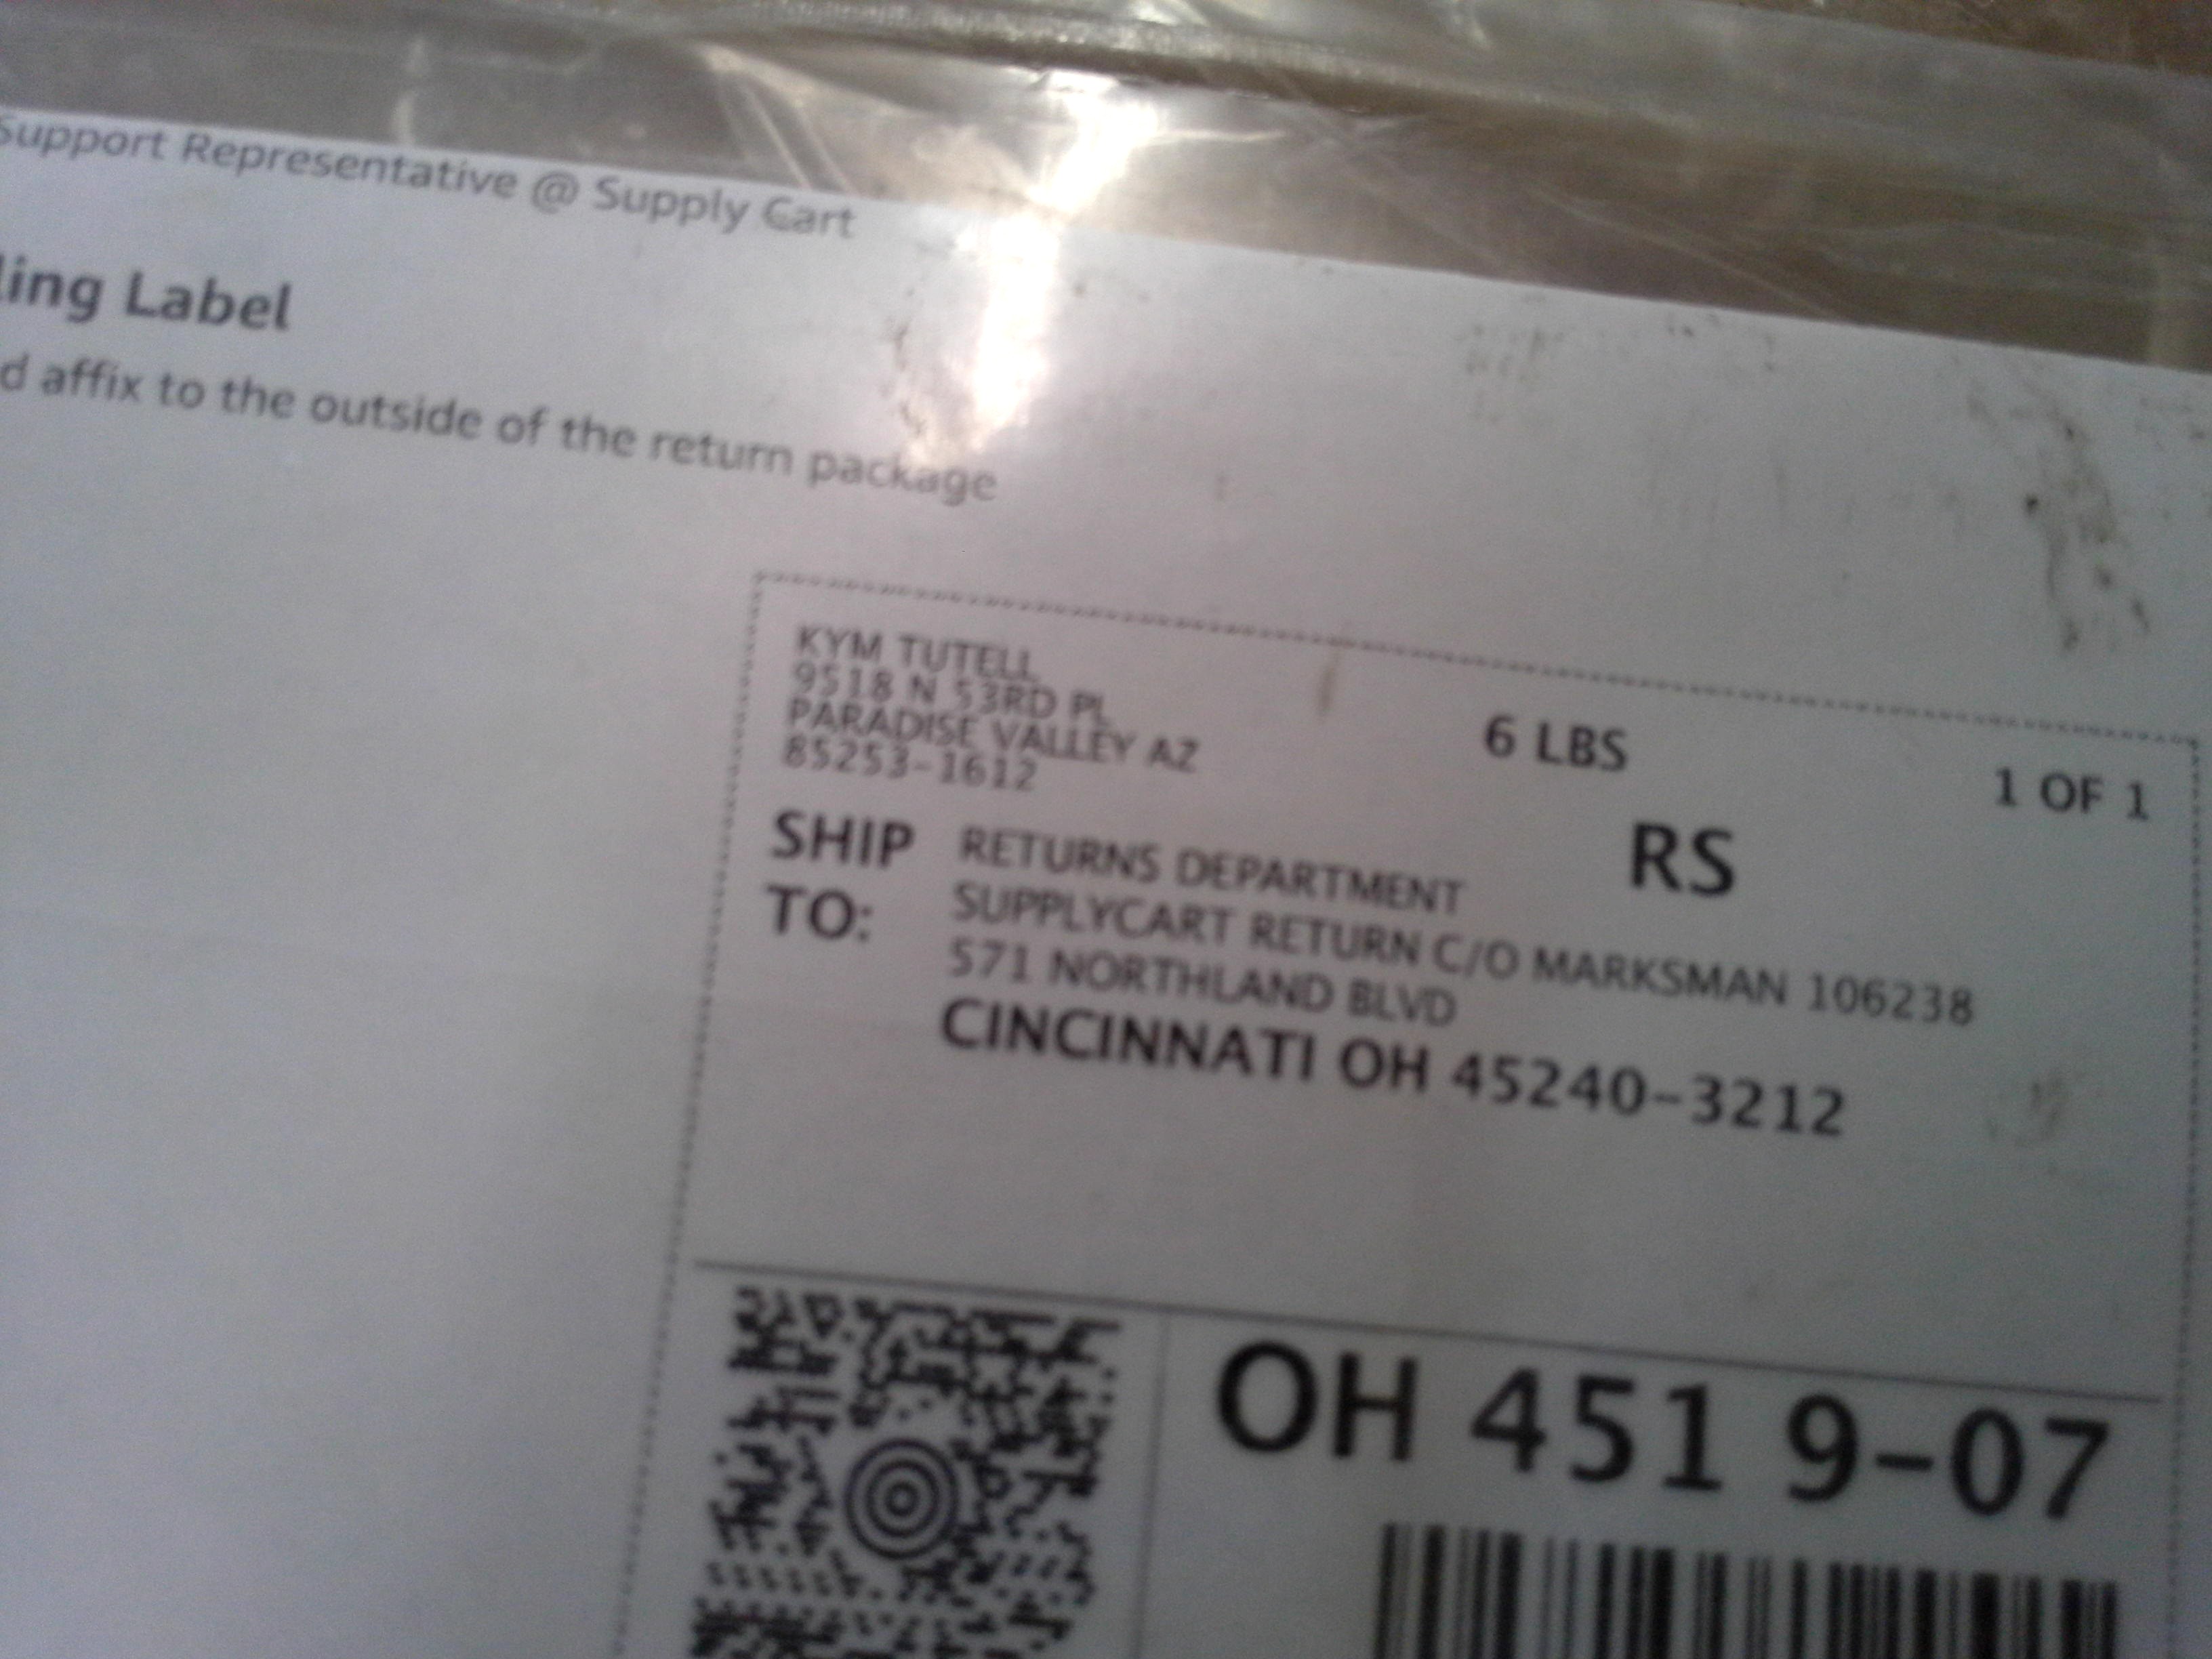 Support Representative @ Supply Cart
ling Label
d affix to the outside of the return package
KYM TUTELL
9518 N 53RD PL
PARADISE VALLEY AZ
85253-1612
6 LBS
1 OF 1
RS
SHIP TO:
RETURNS DEPARTMENT
SUPPLYCART RETURN C/O MARKSMAN 106238
571 NORTHLAND BLVD
CINCINNATI OH 45240-3212
OH 451 9-07